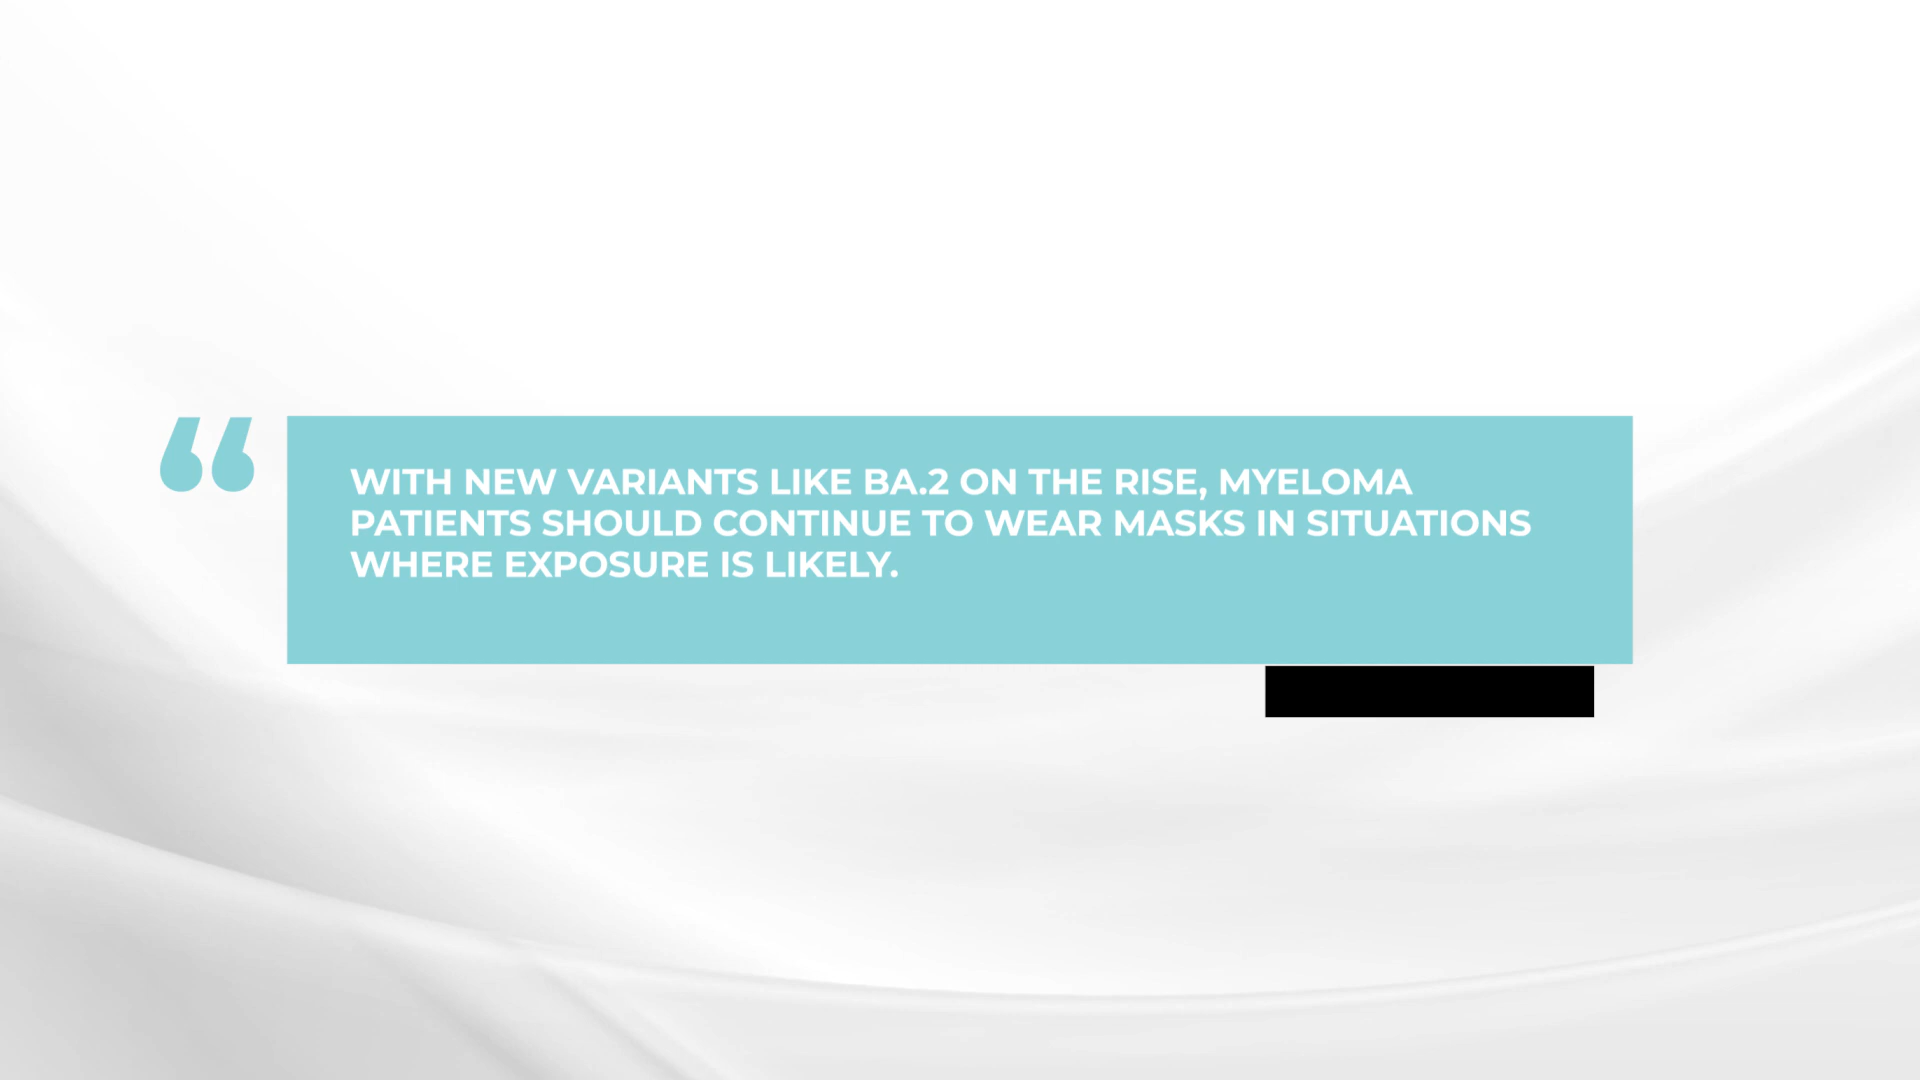 “
WITH NEW VARIANTS LIKE BA.2 ON THE RISE, MYELOMA
PATIENTS SHOULD CONTINUE TO WEAR MASKS IN SITUATIONS
WHERE EXPOSURE IS LIKELY.